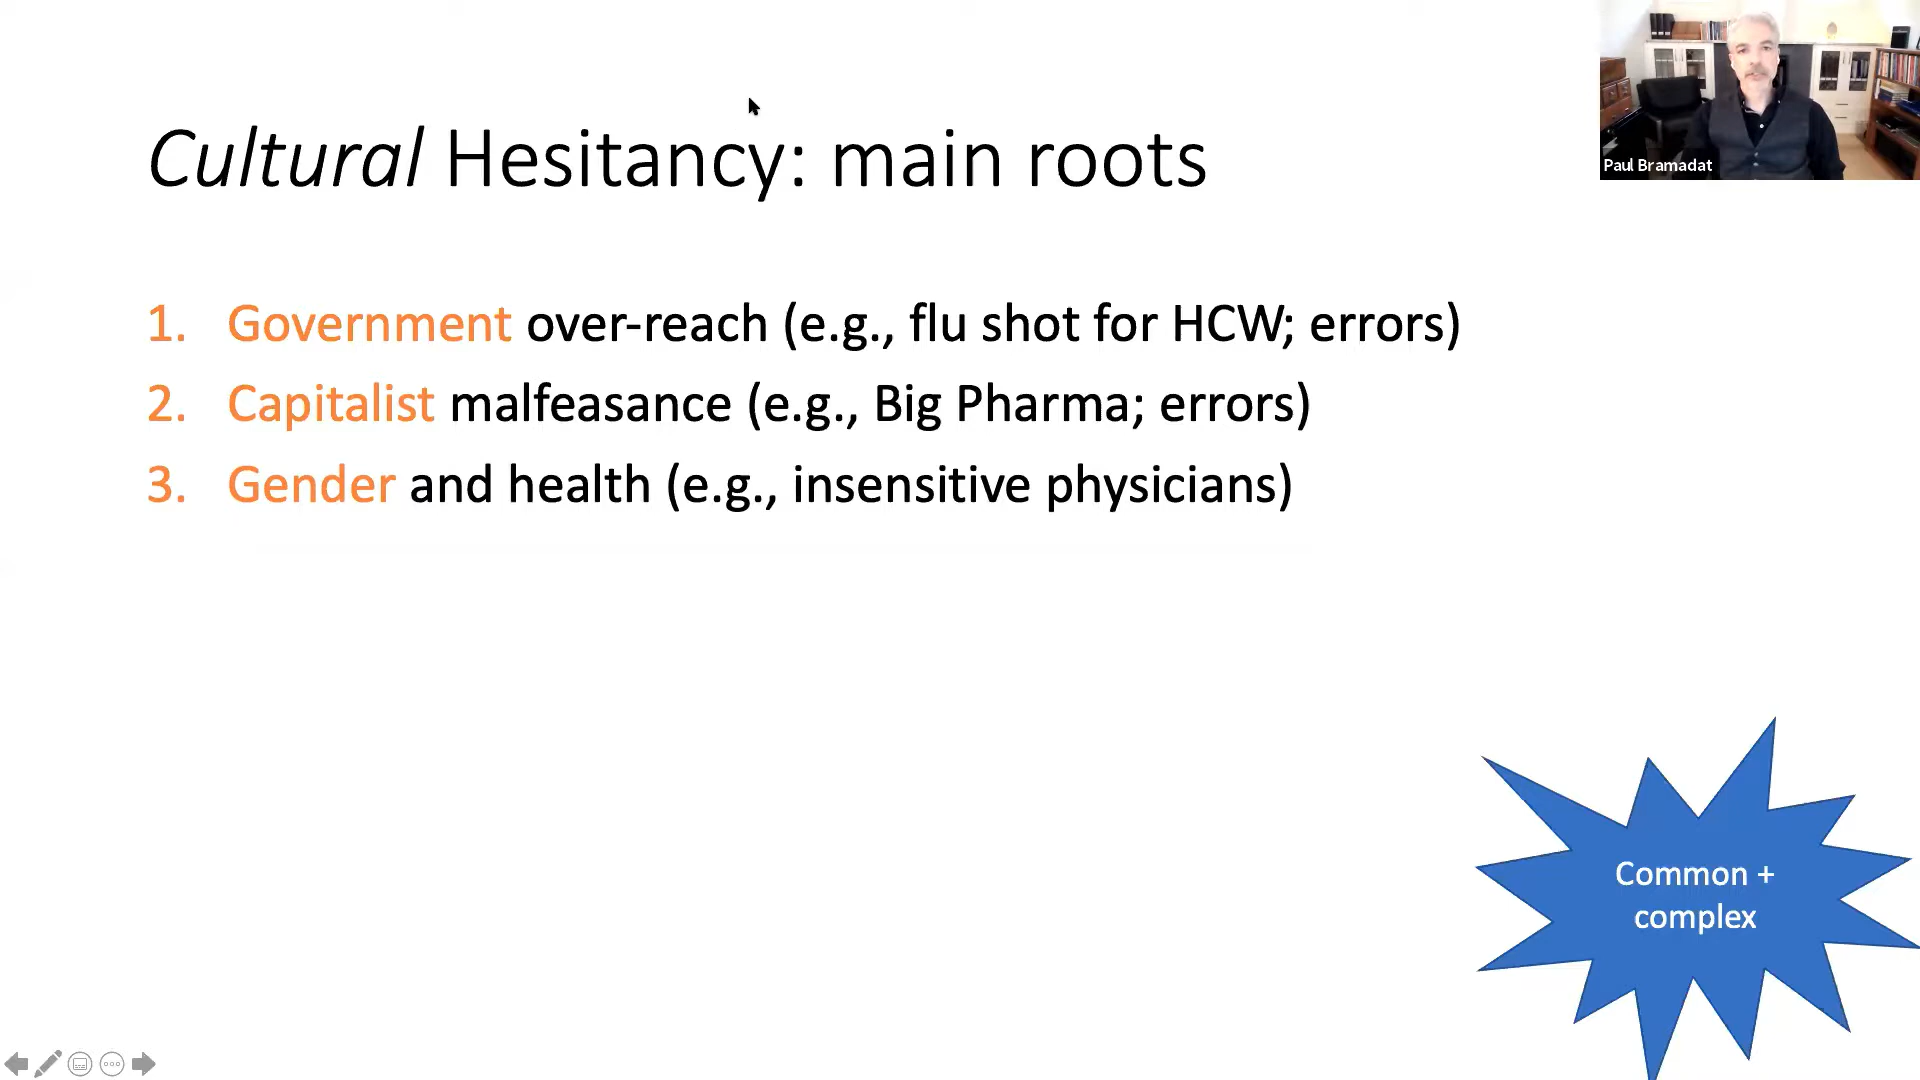 Paul Bramadat
Cultural Hesitancy: main roots
1. Government over-reach (e.g., flu shot for HCW; errors)
2. Capitalist malfeasance (e.g., Big Pharma; errors)
3. Gender and health (e.g., insensitive physicians)
Common +
complex